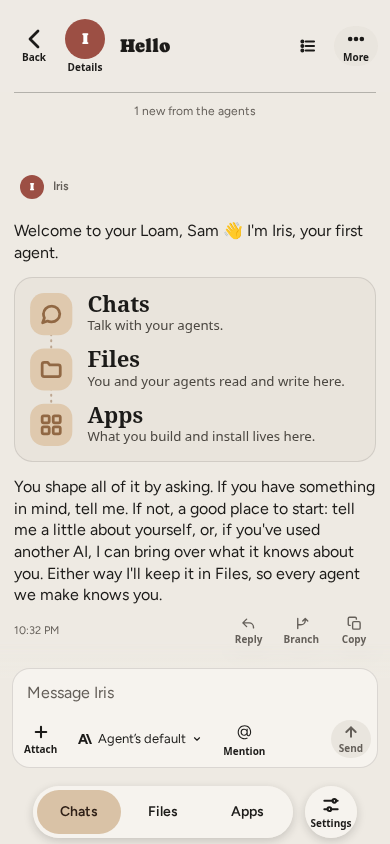 I
Hello
Back
Details
More
1 new from the agents
I
Iris
Welcome to your Loam, Sam 👋 I'm Iris, your first
agent.
Chats
Talk with your agents.
Files
You and your agents read and write here.
Apps
What you build and install lives here.
You shape all of it by asking. If you have something
in mind, tell me. If not, a good place to start: tell
me a little about yourself, or, if you've used
another AI, I can bring over what it knows about
you. Either way I'll keep it in Files, so every agent
we make knows you.
10:32 PM
Reply
Branch
Copy
Message Iris
Attach
Agent's default
@
Mention
Send
Chats
Files
Apps
Settings